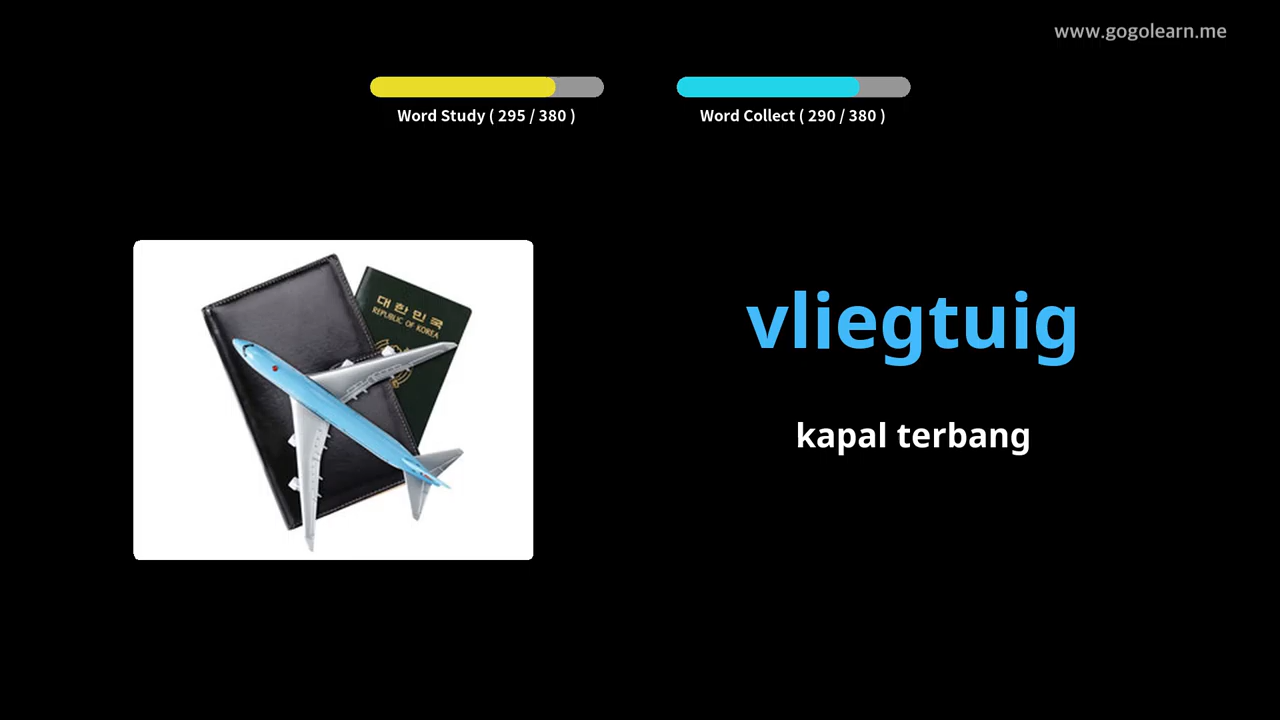 www.gogolearn.me
Word Study ( 295 / 380 )
Word Collect ( 290 / 380 )
대한민국
REPUBLIC OF KOREA
vliegtuig
kapal terbang